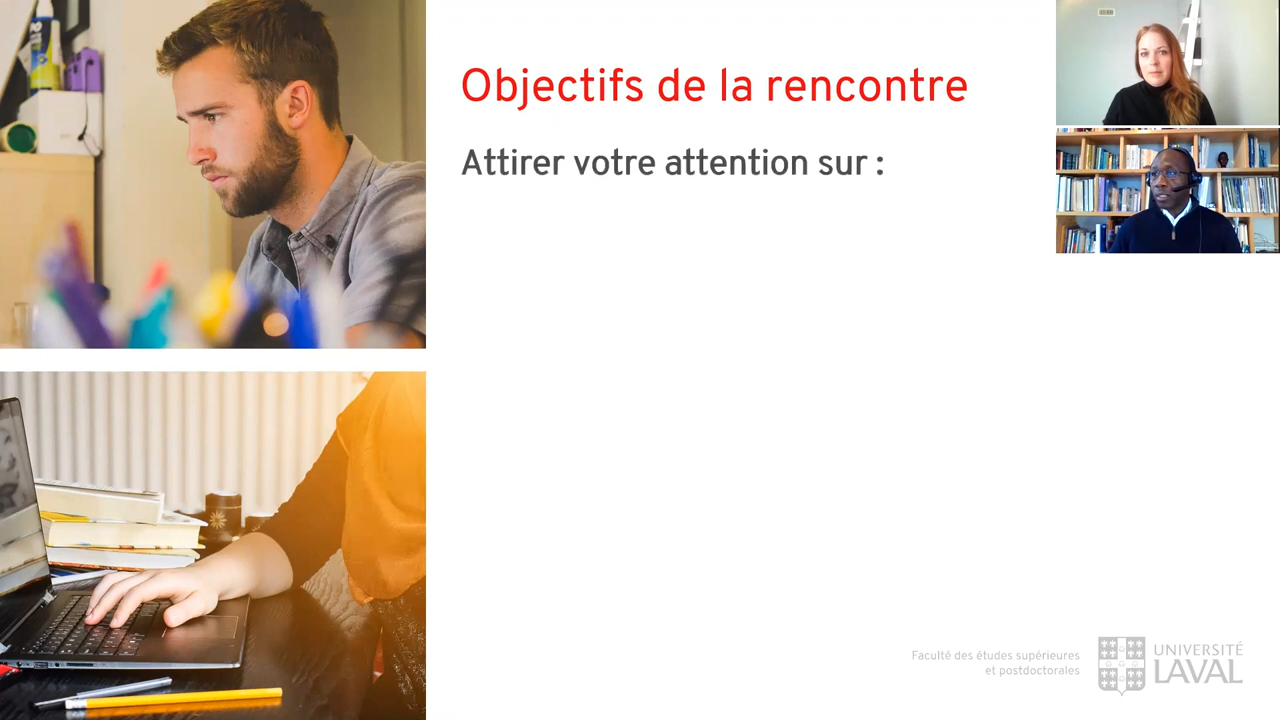 Objectifs de la rencontre
Attirer votre attention sur :
Faculté des études supérieures
et postdoctorales
UNIVERSITÉ
LAVAL